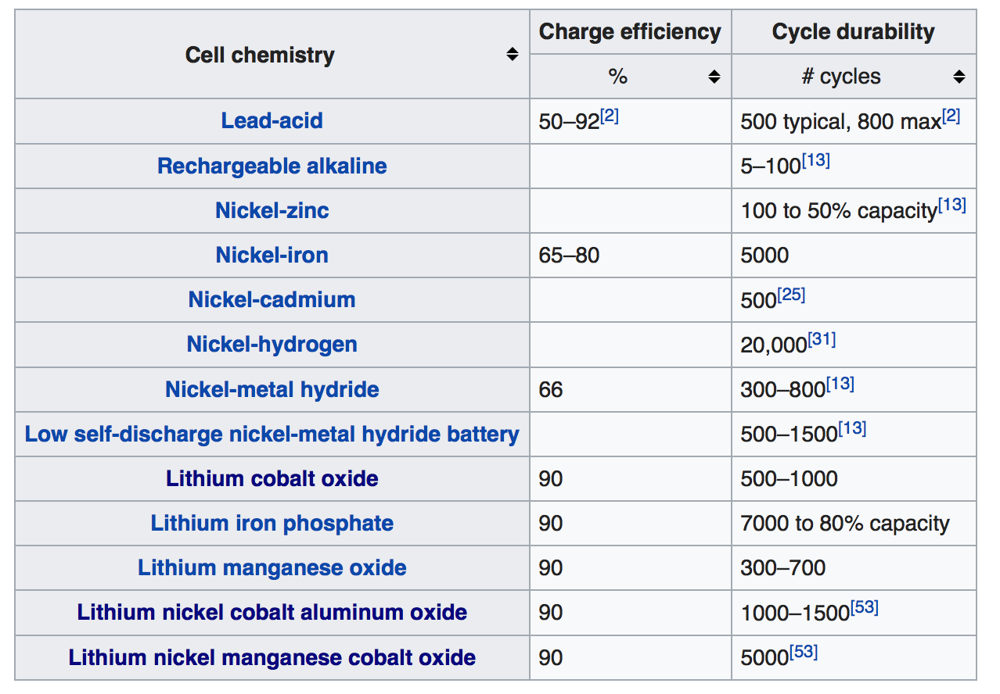 Cell chemistry
Charge efficiency
Cycle durability
%
# cycles
Lead-acid
50–92[2]
500 typical, 800 max[2]
Rechargeable alkaline
5–100[13]
Nickel-zinc
100 to 50% capacity[13]
Nickel-iron
65–80
5000
Nickel-cadmium
500[25]
Nickel-hydrogen
20,000[31]
Nickel-metal hydride
66
300–800[13]
Low self-discharge nickel-metal hydride battery
500–1500[13]
Lithium cobalt oxide
90
500–1000
Lithium iron phosphate
90
7000 to 80% capacity
Lithium manganese oxide
90
300–700
Lithium nickel cobalt aluminum oxide
90
1000–1500[53]
Lithium nickel manganese cobalt oxide
90
5000[53]